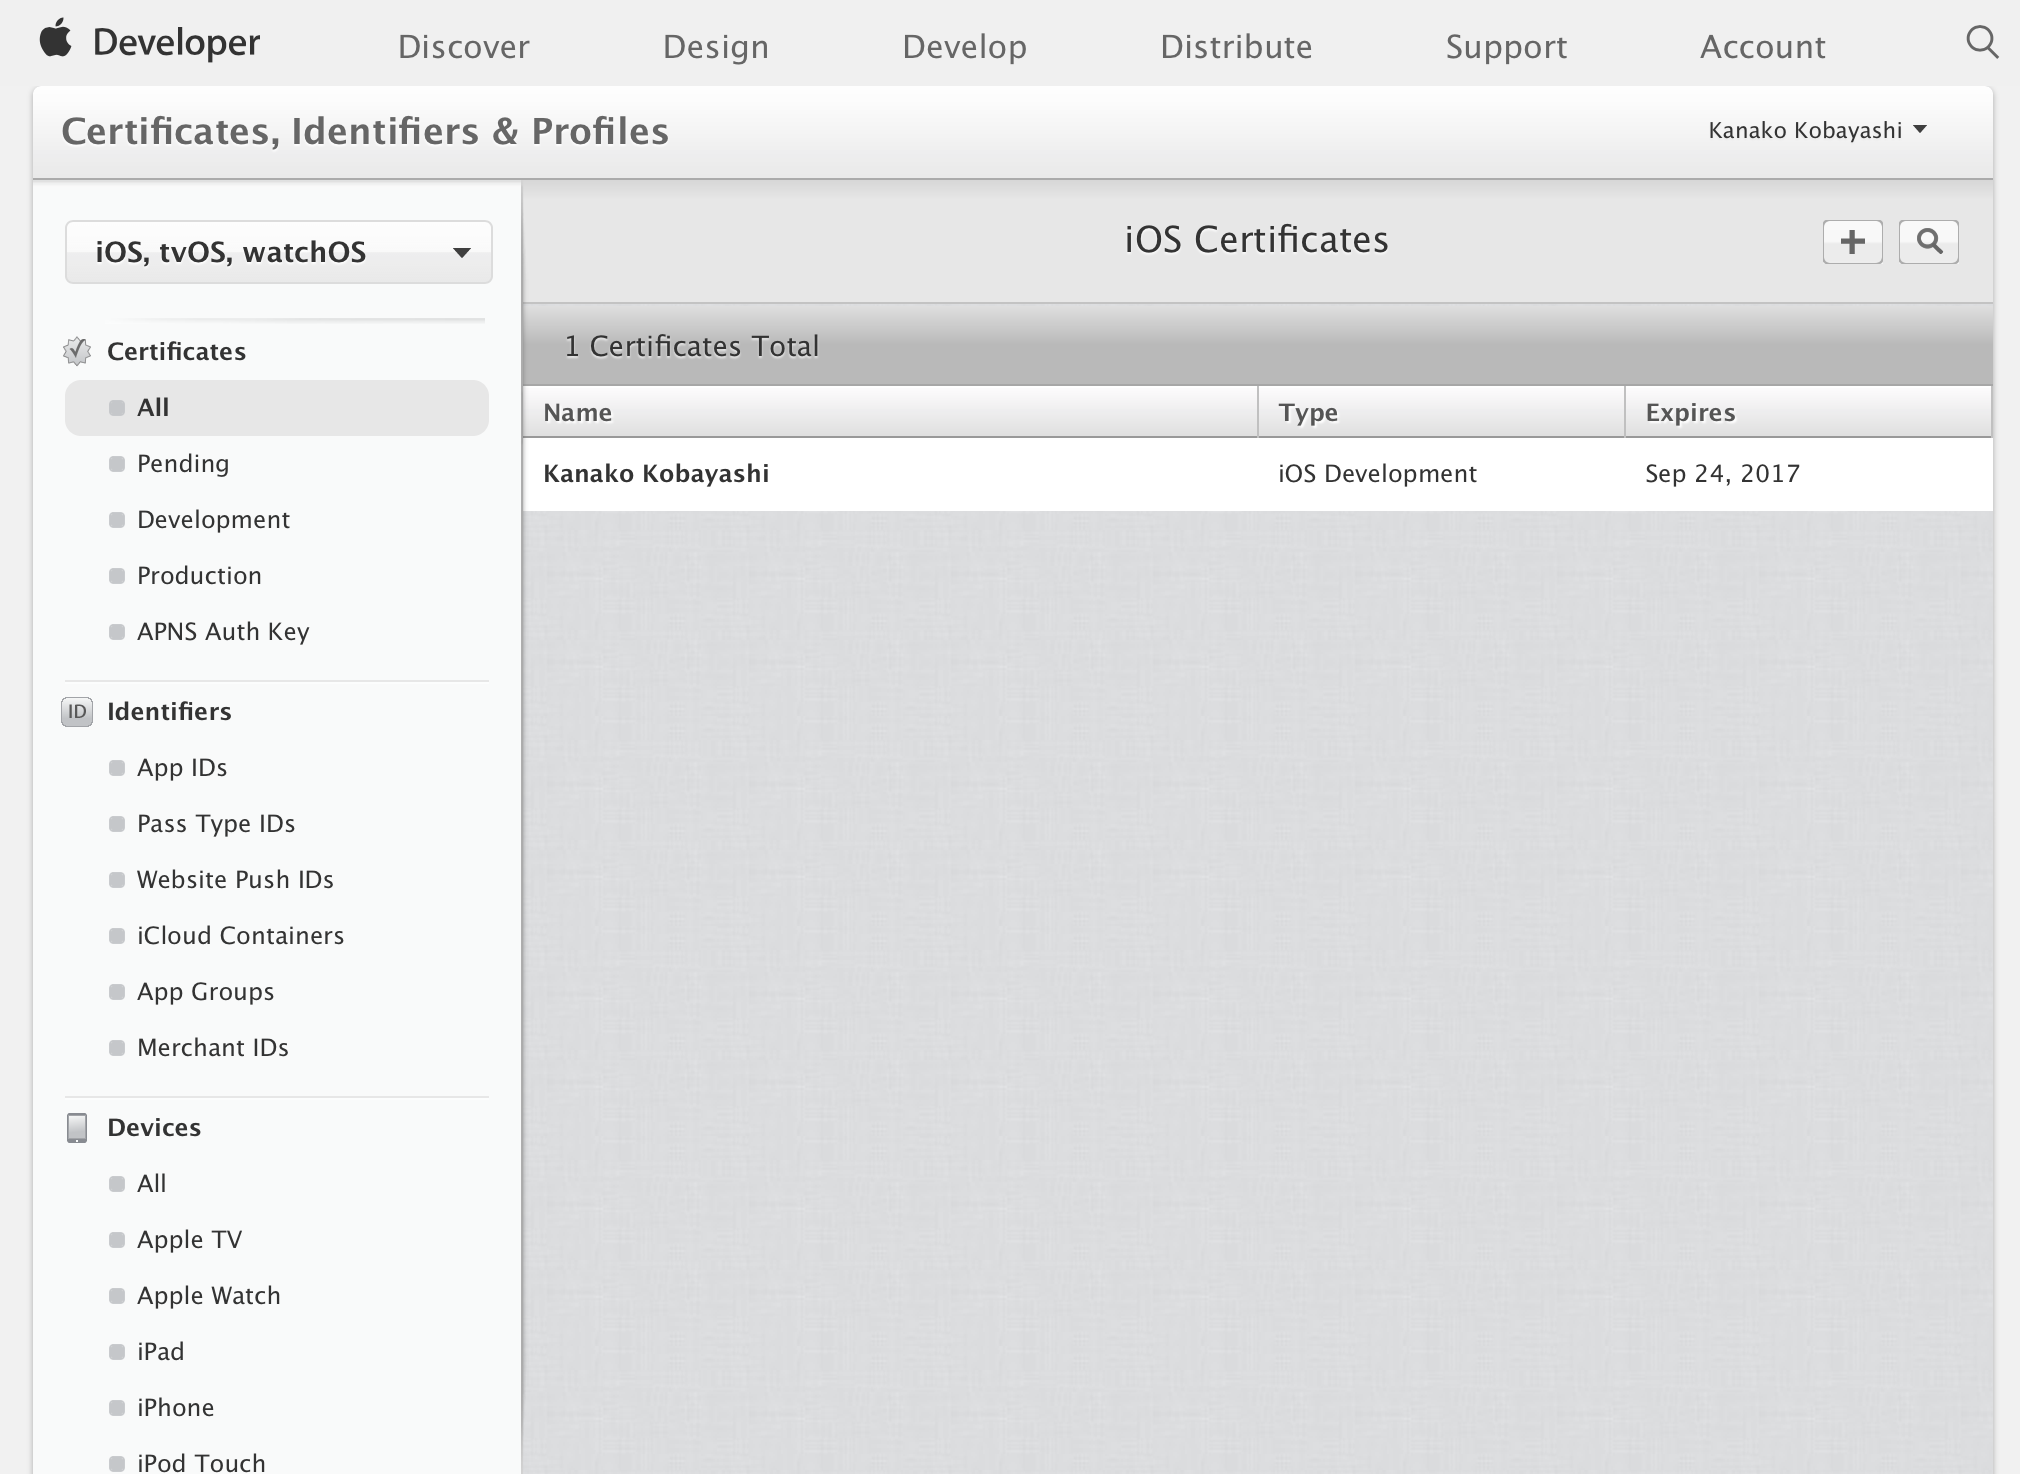 Developer
Discover
Design
Develop
Distribute
Support
Account
Certificates, Identifiers & Profiles
Kanako Kobayashi
iOS, tvOS, watchOS
Certificates
All
Pending
Development
Production
APNS Auth Key
ID Identifiers
App IDs
Pass Type IDs
Website Push IDs
iCloud Containers
App Groups
Merchant IDs
Devices
All
Apple TV
Apple Watch
iPad
iPhone
iPod Touch
iOS Certificates
1 Certificates Total
Name Type Expires
Kanako Kobayashi iOS Development Sep 24, 2017